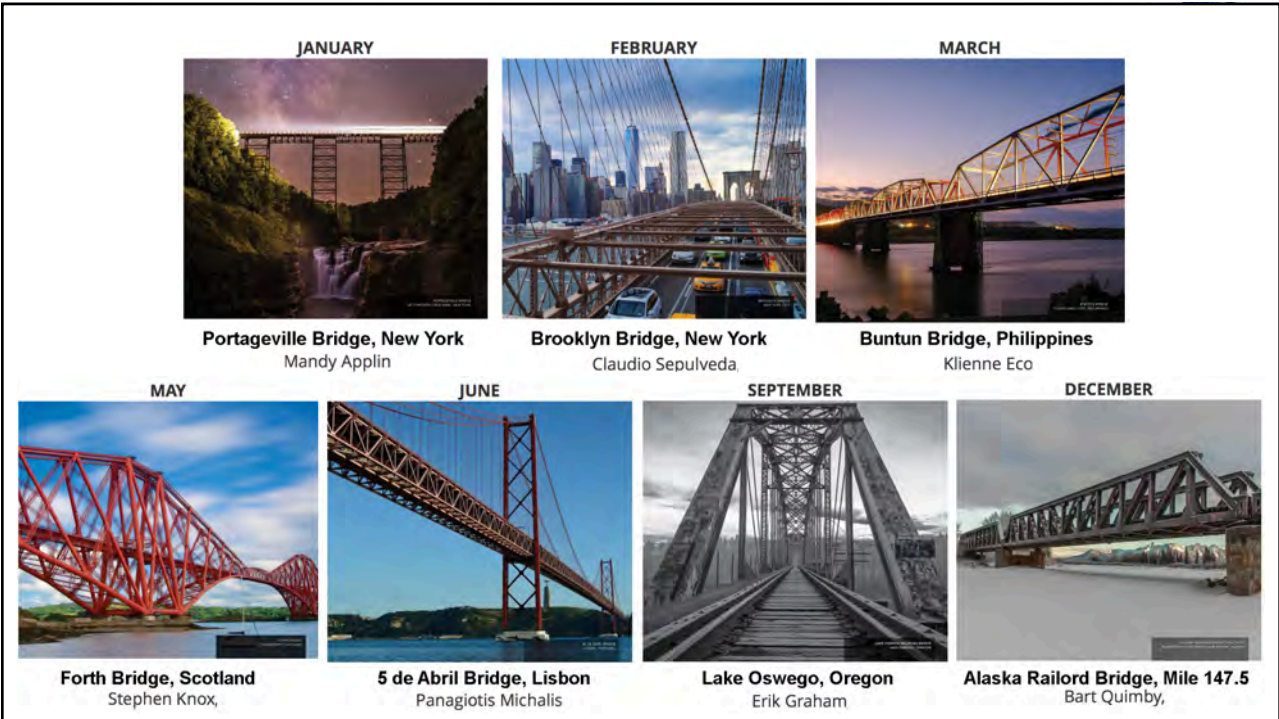 JANUARY
FEBRUARY
MARCH
Portageville Bridge, New York
Mandy Applin
Brooklyn Bridge, New York
Claudio Sepulveda,
Buntun Bridge, Philippines
Klienne Eco
MAY
JUNE
SEPTEMBER
DECEMBER
Forth Bridge, Scotland
Stephen Knox,
5 de Abril Bridge, Lisbon
Panagiotis Michalis
Lake Oswego, Oregon
Erik Graham
Alaska Railord Bridge, Mile 147.5
Bart Quimby,